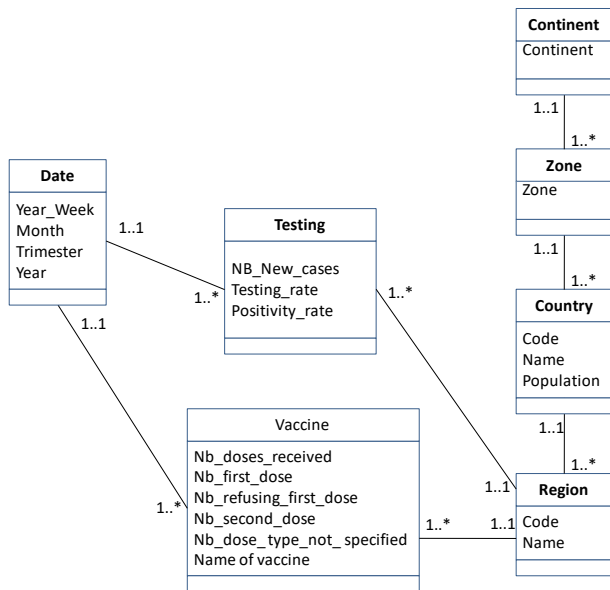 Continent
Continent
1..1
1..*
Zone
Zone
1..1
1..*
Country
Code
Name
Population
1..1
1..*
Region
Code
Name
Date
Year_Week
Month
Trimester
Year
1..1
1..1
Testing
NB_New_cases
Testing_rate
Positivity_rate
1..*
1..*
1..1
Vaccine
Nb_doses_received
Nb_first_dose
Nb_refusing_first_dose
Nb_second_dose
Nb_dose_type_not_ specified
Name of vaccine
1..*
1..*
1..1